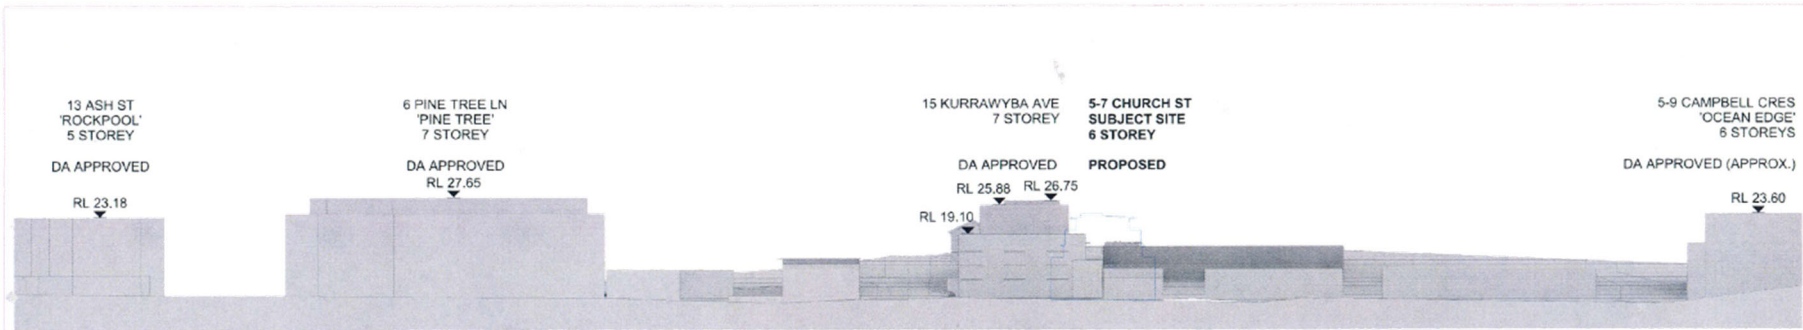 13 ASH ST
'ROCKPOOL'
5 STOREY
DA APPROVED
RL 23.18
6 PINE TREE LN
'PINE TREE'
7 STOREY
DA APPROVED
RL 27.65
15 KURRAWYBA AVE
7 STOREY
DA APPROVED
RL 25.88
RL 26.75
RL 19.10
5-7 CHURCH ST
SUBJECT SITE
6 STOREY
PROPOSED
5-9 CAMPBELL CRES
'OCEAN EDGE'
6 STOREYS
DA APPROVED (APPROX.)
RL 23.60